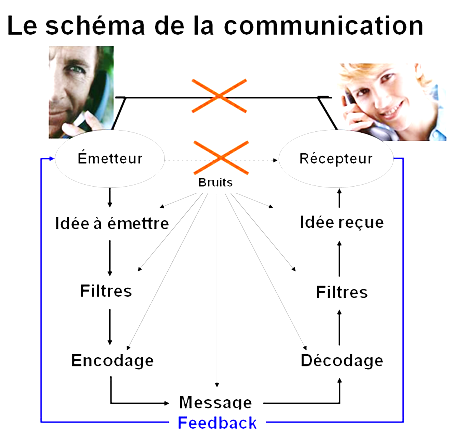 Le schéma de la communication
Émetteur
Récepteur
Bruits
Idée à émettre
Idée reçue
Filtres
Filtres
Encodage
Décodage
Message
Feedback